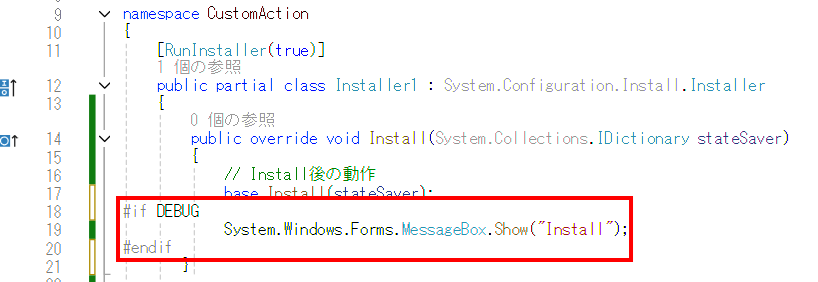 9 namespace CustomAction
10 {
11 [RunInstaller(true)]
1 個の参照
12 public partial class Installer1 : System.Configuration.Install.Installer
13 {
0 個の参照
14 public override void Install(System.Collections.IDictionary stateSaver)
15 {
16 // Install後の動作
17 base.Install(stateSaver);
18 #if DEBUG
19 System.Windows.Forms.MessageBox.Show("Install");
20 #endif
21 }